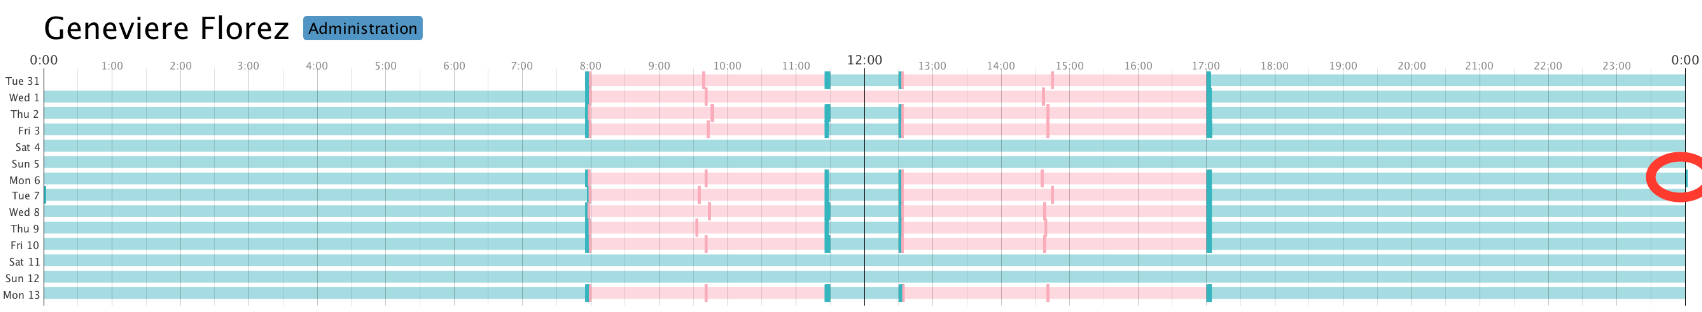 Geneviere Florez Administration
0:00 1:00 2:00 3:00 4:00 5:00 6:00 7:00 8:00 9:00 10:00 11:00 12:00 13:00 14:00 15:00 16:00 17:00 18:00 19:00 20:00 21:00 22:00 23:00 0:00
Tue 31
Wed 1
Thu 2
Fri 3
Sat 4
Sun 5
Mon 6
Tue 7
Wed 8
Thu 9
Fri 10
Sat 11
Sun 12
Mon 13